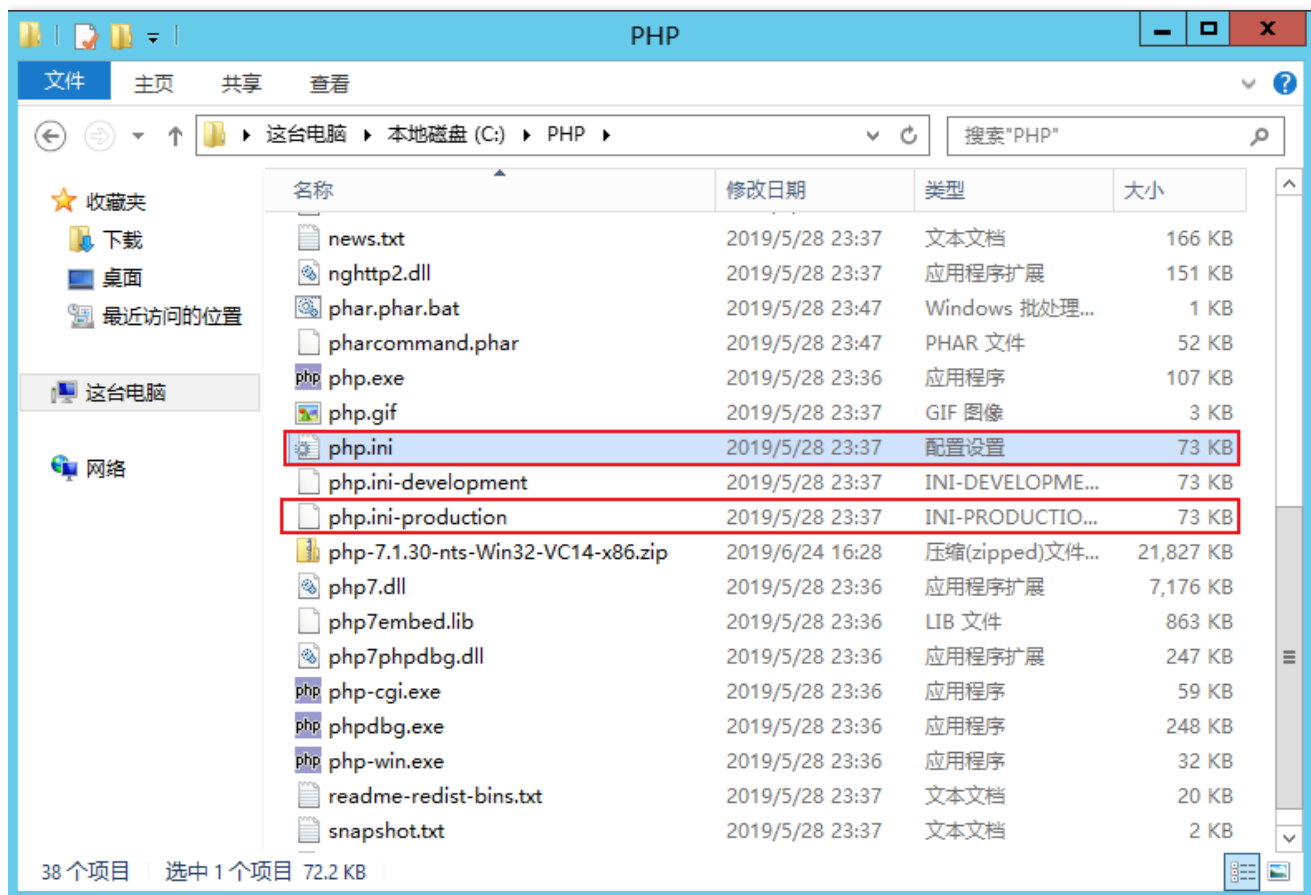 PHP
文件 主页 共享 查看
这台电脑 本地磁盘 (C:) PHP 搜索"PHP"
收藏夹
下载
桌面
最近访问的位置
这台电脑
网络
名称 修改日期 类型 大小
news.txt 2019/5/28 23:37 文本文档 166 KB
nghttp2.dll 2019/5/28 23:37 应用程序扩展 151 KB
phar.phar.bat 2019/5/28 23:47 Windows 批处理... 1 KB
pharcommand.phar 2019/5/28 23:47 PHAR 文件 52 KB
php php.exe 2019/5/28 23:36 应用程序 107 KB
php.gif 2019/5/28 23:37 GIF 图像 3 KB
php.ini 2019/5/28 23:37 配置设置 73 KB
php.ini-development 2019/5/28 23:37 INI-DEVELOPME... 73 KB
php.ini-production 2019/5/28 23:37 INI-PRODUCTIO... 73 KB
php-7.1.30-nts-Win32-VC14-x86.zip 2019/6/24 16:28 压缩(zipped)文件... 21,827 KB
php7.dll 2019/5/28 23:36 应用程序扩展 7,176 KB
php7embed.lib 2019/5/28 23:36 LIB 文件 863 KB
php7phpdbg.dll 2019/5/28 23:36 应用程序扩展 247 KB
php php-cgi.exe 2019/5/28 23:36 应用程序 59 KB
php phpdbg.exe 2019/5/28 23:36 应用程序 248 KB
php php-win.exe 2019/5/28 23:36 应用程序 32 KB
readme-redist-bins.txt 2019/5/28 23:37 文本文档 20 KB
snapshot.txt 2019/5/28 23:37 文本文档 2 KB
38 个项目 选中 1 个项目 72.2 KB